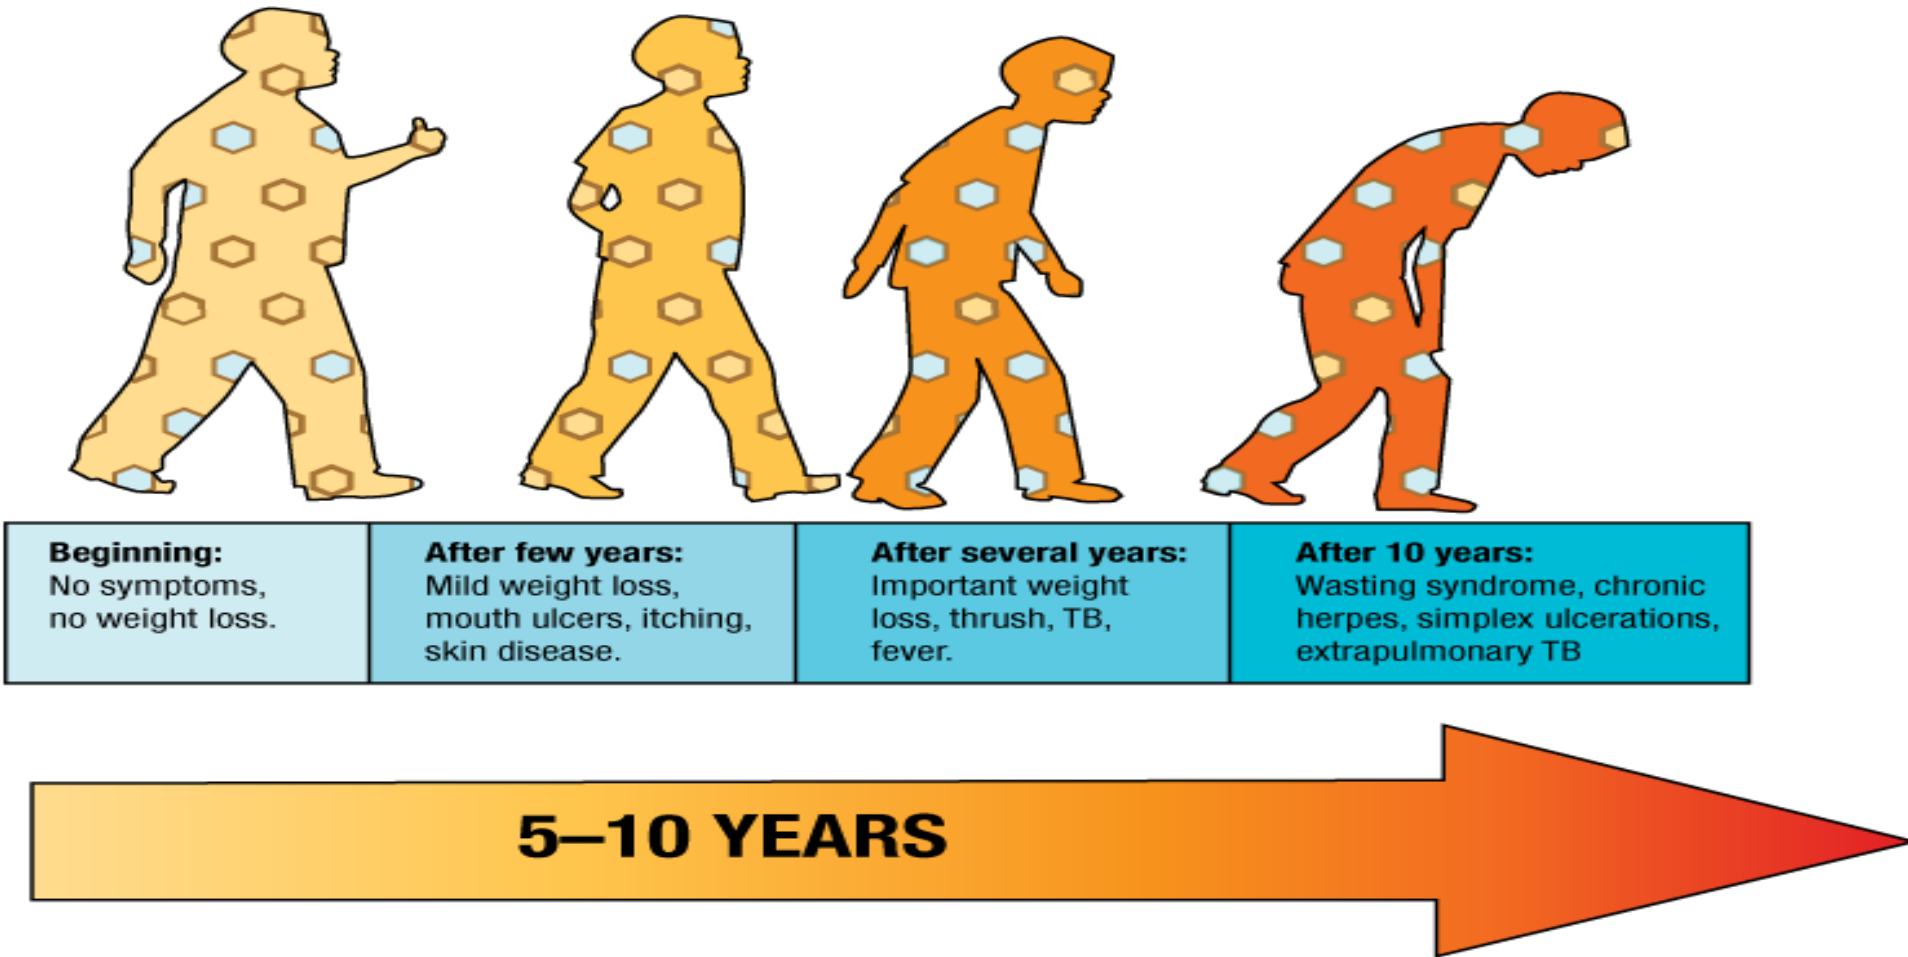 Beginning:
No symptoms,
no weight loss.
After few years:
Mild weight loss,
mouth ulcers, itching,
skin disease.
After several years:
Important weight
loss, thrush, TB,
fever.
After 10 years:
Wasting syndrome, chronic
herpes, simplex ulcerations,
extrapulmonary TB
5–10 YEARS